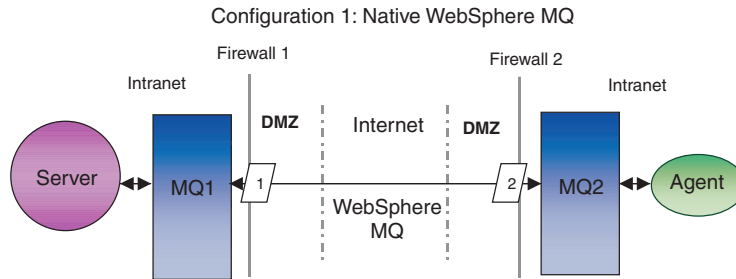 Configuration 1: Native WebSphere MQ
Firewall 1
Firewall 2
Intranet
Intranet
DMZ
Internet
DMZ
Server
MQ1
1
2
MQ2
Agent
WebSphere
MQ